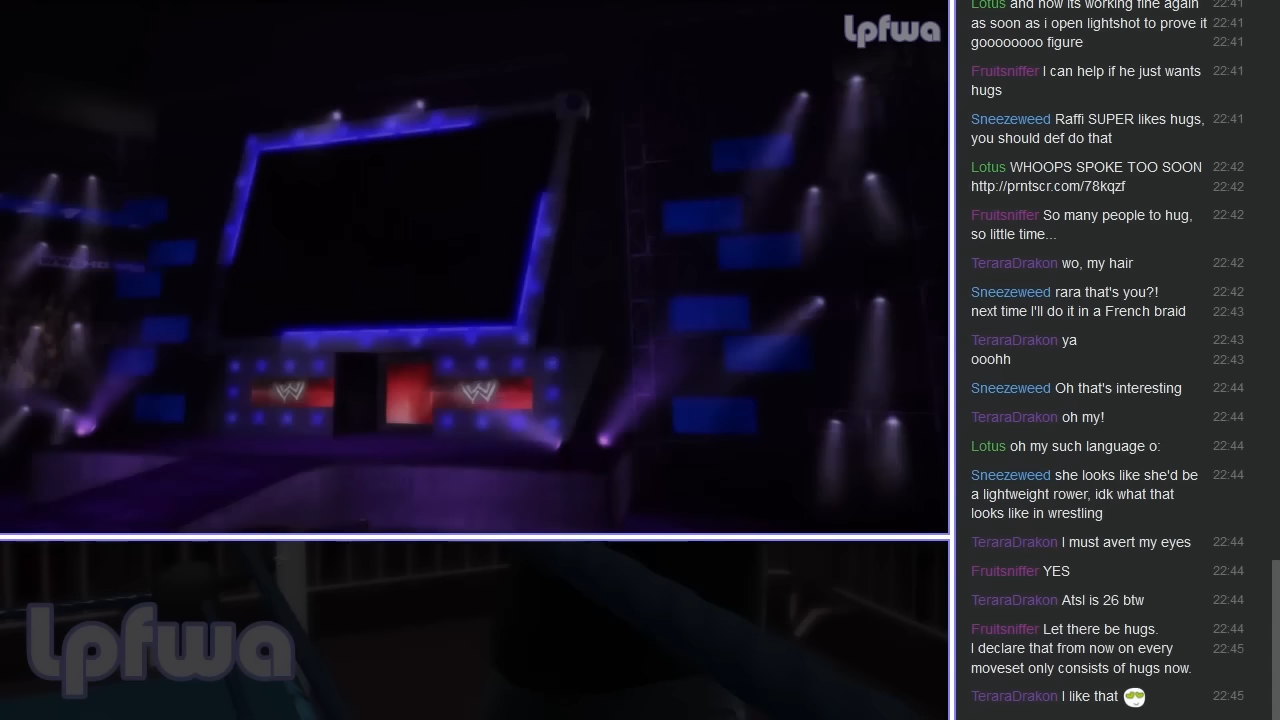 Lpfwa
Lpfwa
Lotus and now its working fine again 22:41
as soon as i open lightshot to prove it 22:41
goooooooo figure 22:41
Fruitsniffer I can help if he just wants 22:41
hugs
Sneezeweed Raffi SUPER likes hugs, 22:41
you should def do that
Lotus WHOOPS SPOKE TOO SOON 22:42
http://prntscr.com/78kqzf 22:42
Fruitsniffer So many people to hug, 22:42
so little time...
TeraraDrakon wo, my hair 22:42
Sneezeweed rara that's you?! 22:42
next time I'll do it in a French braid 22:43
TeraraDrakon ya 22:43
ooohh 22:43
Sneezeweed Oh that's interesting 22:44
TeraraDrakon oh my! 22:44
Lotus oh my such language o: 22:44
Sneezeweed she looks like she'd be 22:44
a lightweight rower, idk what that
looks like in wrestling
TeraraDrakon I must avert my eyes 22:44
Fruitsniffer YES 22:44
TeraraDrakon Atsl is 26 btw 22:44
Fruitsniffer Let there be hugs. 22:44
I declare that from now on every 22:45
moveset only consists of hugs now.
TeraraDrakon I like that 22:45